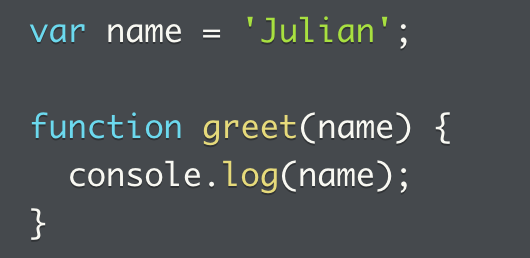 var name = 'Julian';
function greet(name) {
  console.log(name);
}